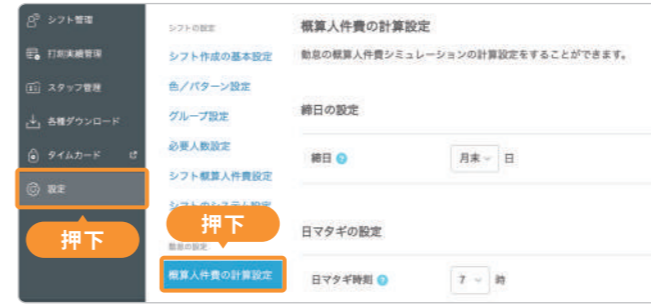 シフト管理
打刻実績管理
スタッフ管理
各種ダウンロード
タイムカード
設定
押下
シフトの設定
シフト作成の基本設定
色/パターン設定
グループ設定
必要人数設定
シフト概算人件費設定
押下
勤怠の設定
概算人件費の計算設定
概算人件費の計算設定
勤怠の概算人件費シミュレーションの計算設定をすることができます。
締日の設定
締日 ? 月末 日
日マタギの設定
日マタギ時刻 ? 7 時